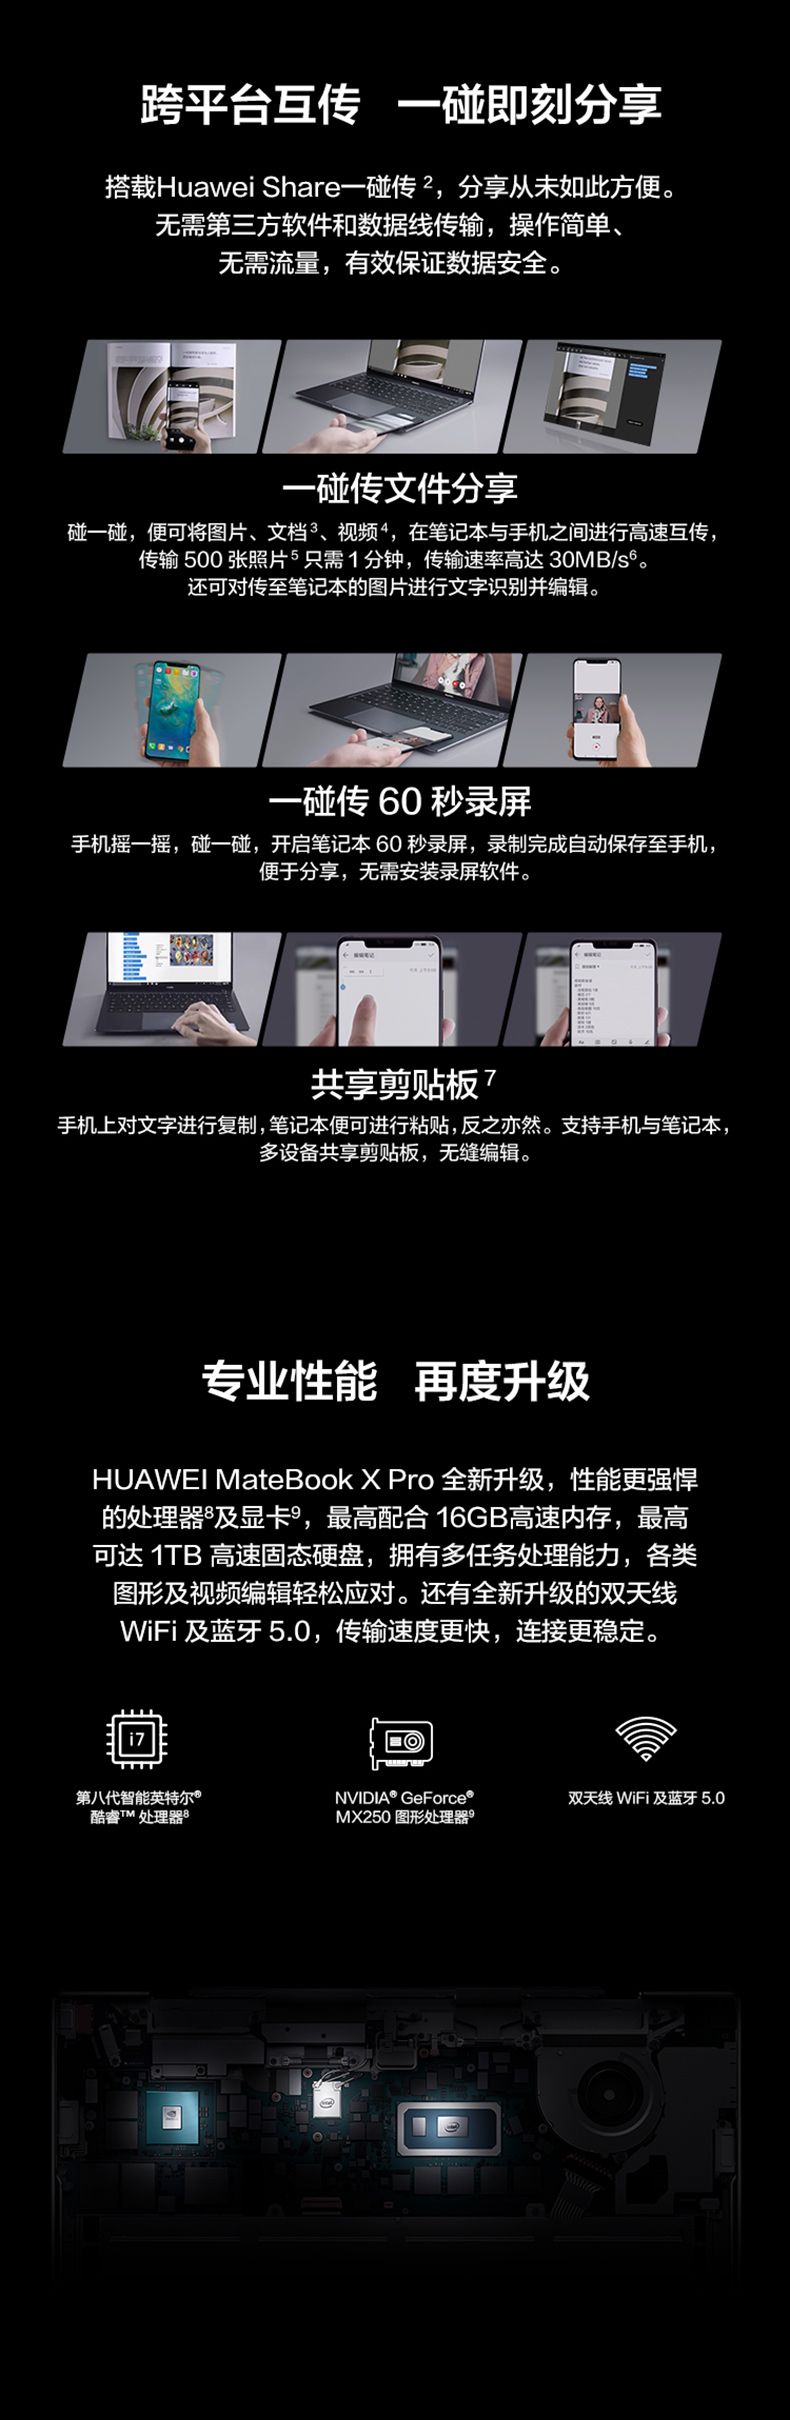 跨平台互传 一碰即刻分享
搭载Huawei Share一碰传 2，分享从未如此方便。
无需第三方软件和数据线传输，操作简单、
无需流量，有效保证数据安全。
一碰传文件分享
碰一碰，便可将图片、文档3、视频4，在笔记本与手机之间进行高速互传，
传输 500 张照片5 只需 1 分钟，传输速率高达 30MB/s6。
还可对传至笔记本的图片进行文字识别并编辑。
一碰传 60 秒录屏
手机摇一摇，碰一碰，开启笔记本 60 秒录屏，录制完成自动保存至手机，
便于分享，无需安装录屏软件。
编辑笔记
编辑笔记
共享剪贴板 7
手机上对文字进行复制，笔记本便可进行粘贴，反之亦然。支持手机与笔记本，
多设备共享剪贴板，无缝编辑。
专业性能 再度升级
HUAWEI MateBook X Pro 全新升级，性能更强悍
的处理器8及显卡9，最高配合 16GB高速内存，最高
可达 1TB 高速固态硬盘，拥有多任务处理能力，各类
图形及视频编辑轻松应对。还有全新升级的双天线
WiFi 及蓝牙 5.0，传输速度更快，连接更稳定。
i7
第八代智能英特尔®
酷睿™ 处理器8
NVIDIA® GeForce®
MX250 图形处理器9
双天线 WiFi 及蓝牙 5.0
intel
intel